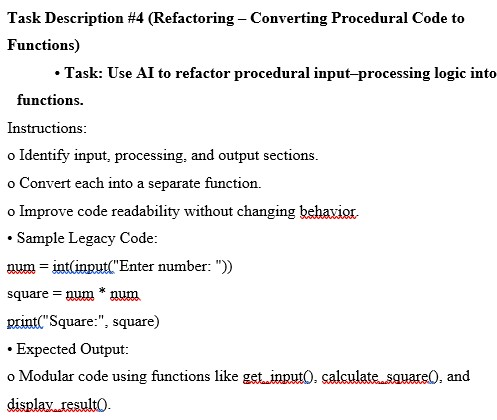 Task Description #4 (Refactoring – Converting Procedural Code to
Functions)
• Task: Use AI to refactor procedural input–processing logic into
functions.
Instructions:
o Identify input, processing, and output sections.
o Convert each into a separate function.
o Improve code readability without changing behavior.
• Sample Legacy Code:
num = int(input("Enter number: "))
square = num * num
print("Square:", square)
• Expected Output:
o Modular code using functions like get_input(), calculate_square(), and
display_result().